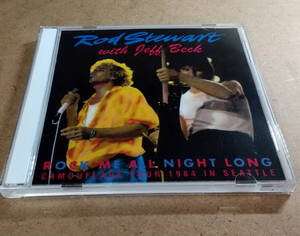 Rod Stewart
with Jeff Beck
ROCK ME ALL NIGHT LONG
CAMOUFLAGE TOUR 1984 IN SEATTLE